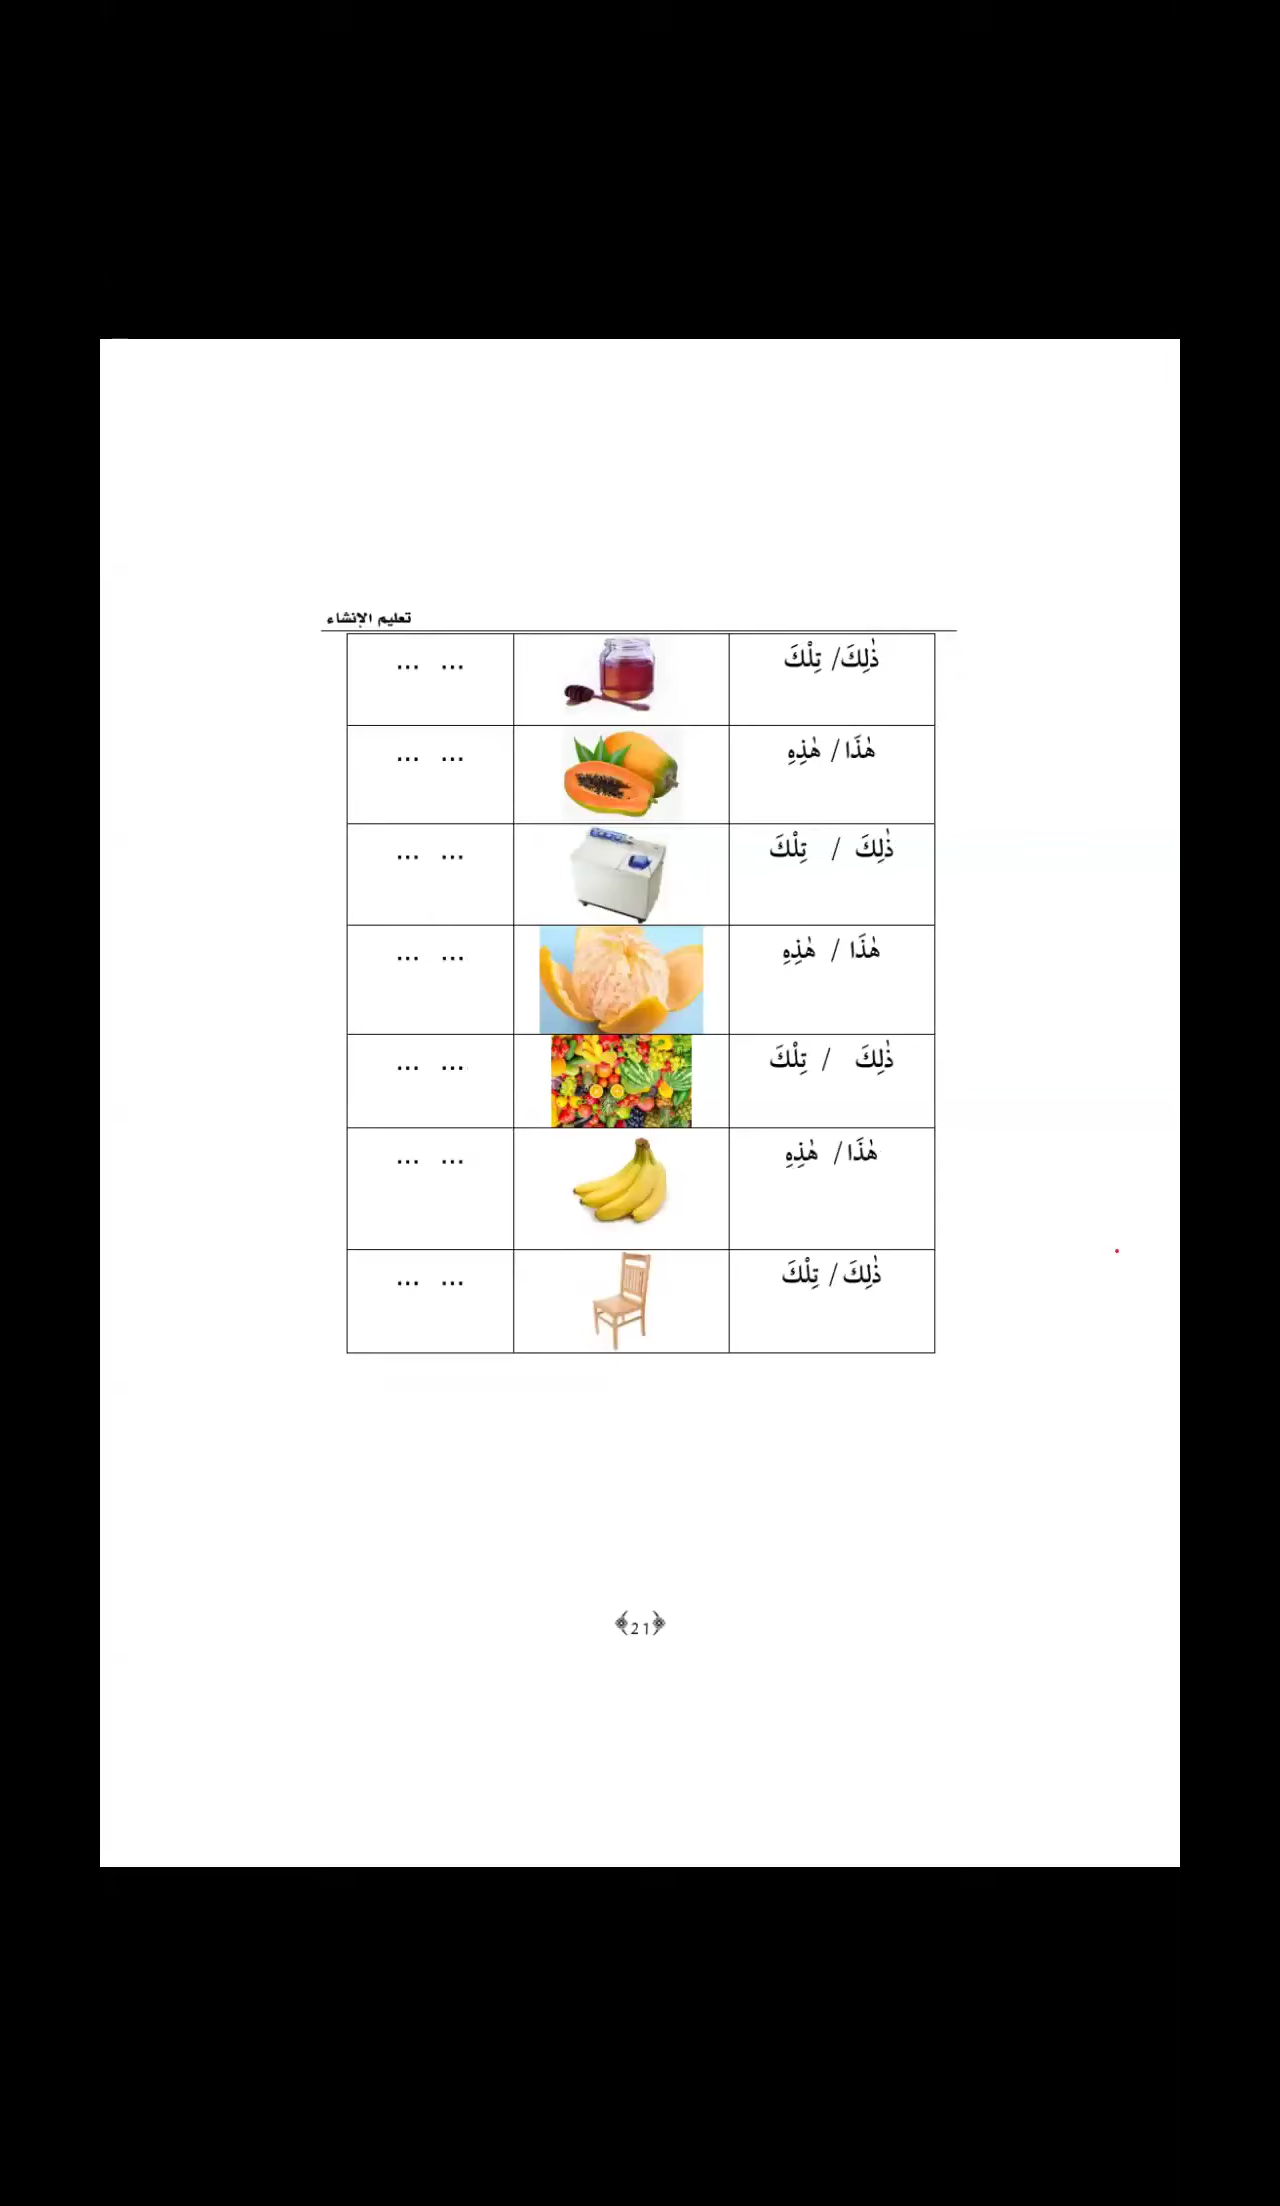 تعليم الإنشاء
ذٰلِكَ/ تِلْكَ ... ...
هٰذَا / هٰذِهِ ... ...
ذٰلِكَ / تِلْكَ ... ...
هٰذَا / هٰذِهِ ... ...
ذٰلِكَ / تِلْكَ ... ...
هٰذَا / هٰذِهِ ... ...
ذٰلِكَ / تِلْكَ ... ...
﴿21﴾